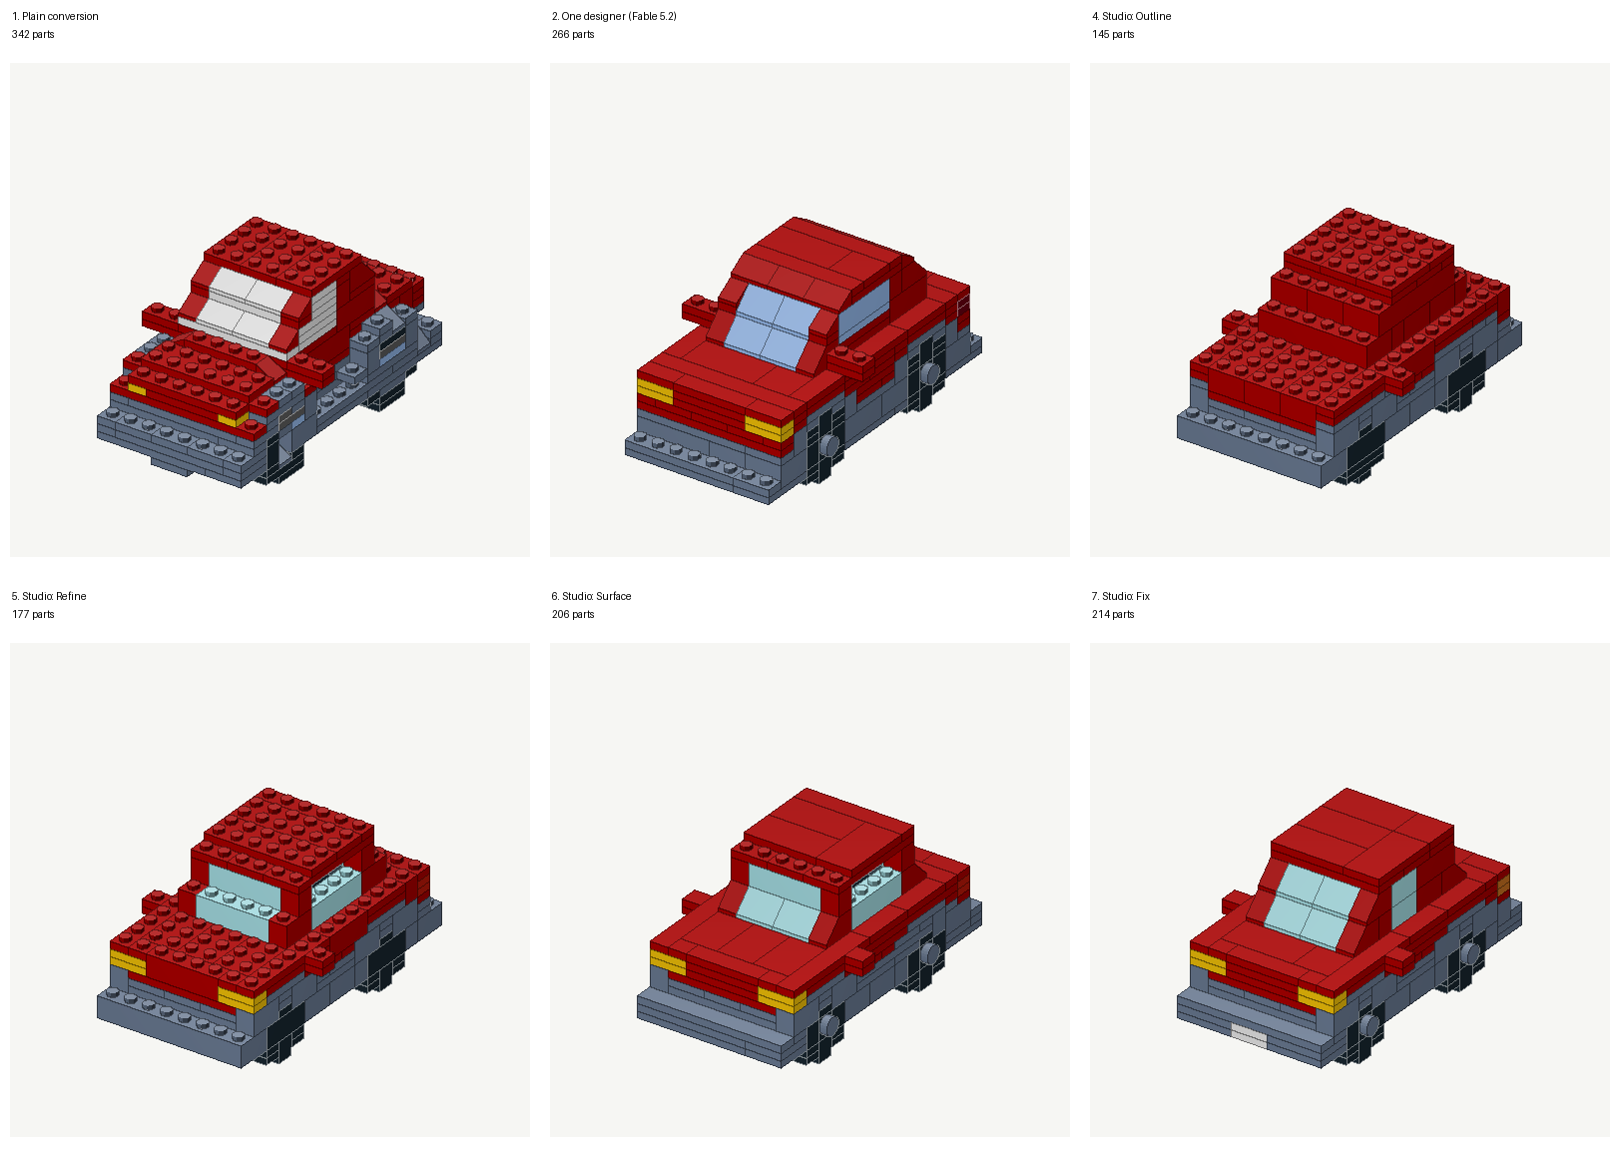 1. Plain conversion
342 parts
2. One designer (Fable 5.2)
266 parts
4. Studio: Outline
145 parts
5. Studio: Refine
177 parts
6. Studio: Surface
206 parts
7. Studio: Fix
214 parts